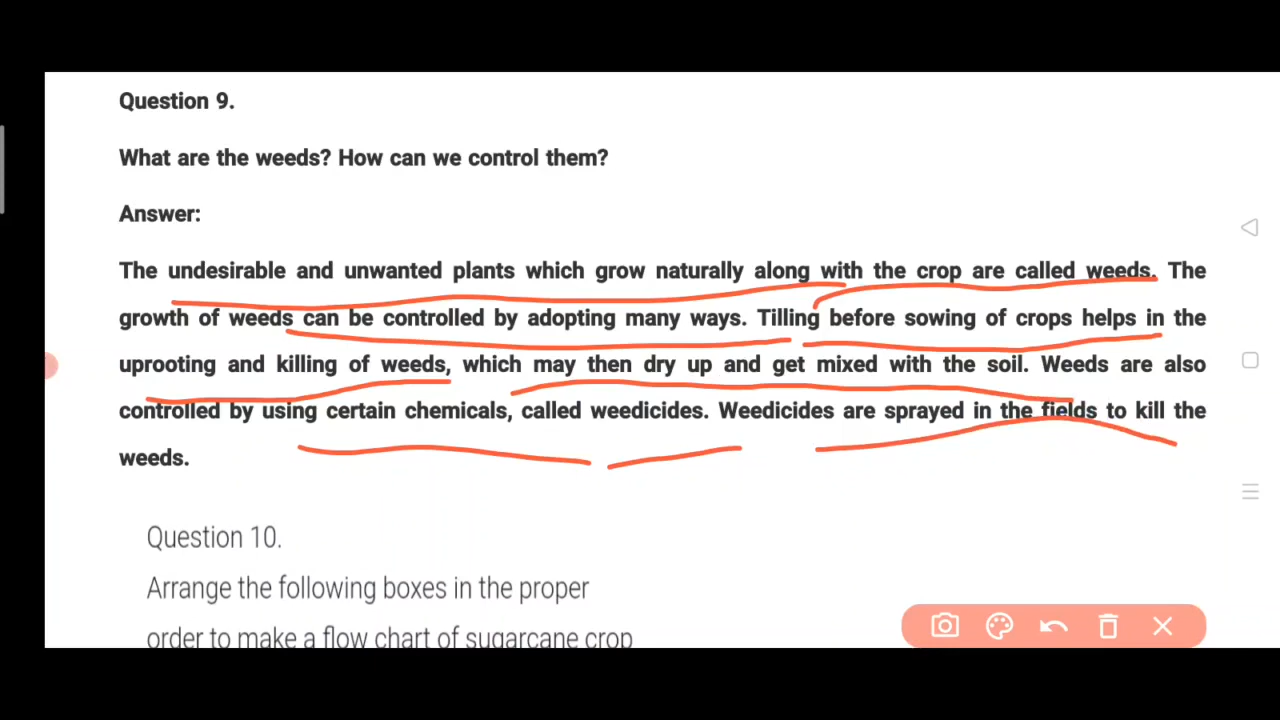 Question 9.
What are the weeds? How can we control them?
Answer:
The undesirable and unwanted plants which grow naturally along with the crop are called weeds. The
growth of weeds can be controlled by adopting many ways. Tilling before sowing of crops helps in the
uprooting and killing of weeds, which may then dry up and get mixed with the soil. Weeds are also
controlled by using certain chemicals, called weedicides. Weedicides are sprayed in the fields to kill the
weeds.
Question 10.
Arrange the following boxes in the proper
order to make a flow chart of sugarcane crop